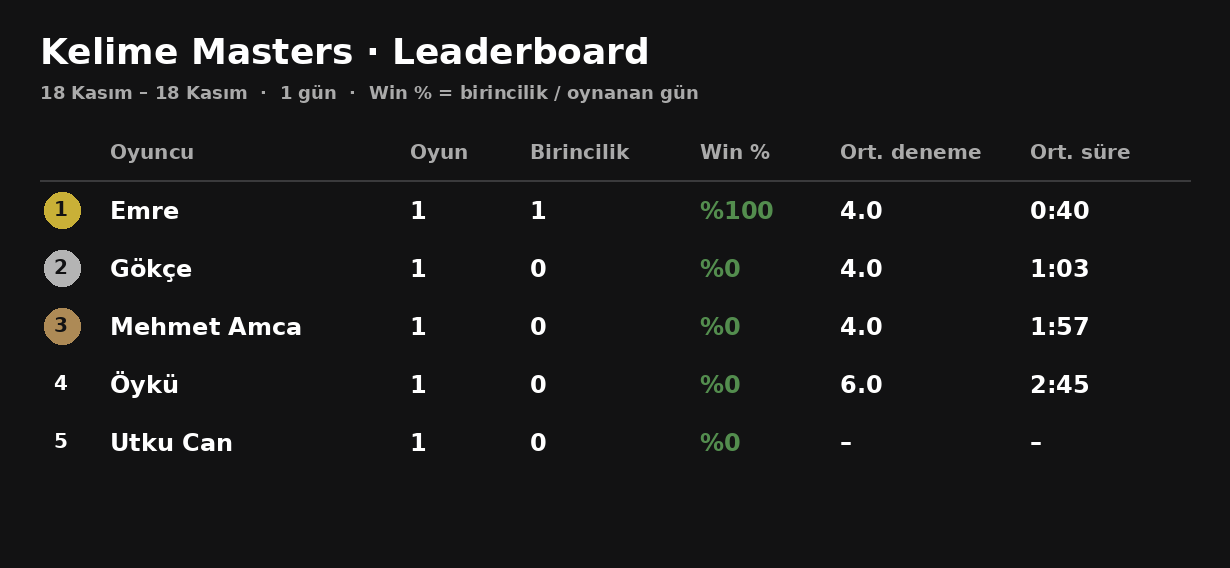 Kelime Masters · Leaderboard
18 Kasım – 18 Kasım · 1 gün · Win % = birincilik / oynanan gün
Oyuncu Oyun Birincilik Win % Ort. deneme Ort. süre
1 Emre 1 1 %100 4.0 0:40
2 Gökçe 1 0 %0 4.0 1:03
3 Mehmet Amca 1 0 %0 4.0 1:57
4 Öykü 1 0 %0 6.0 2:45
5 Utku Can 1 0 %0 – –